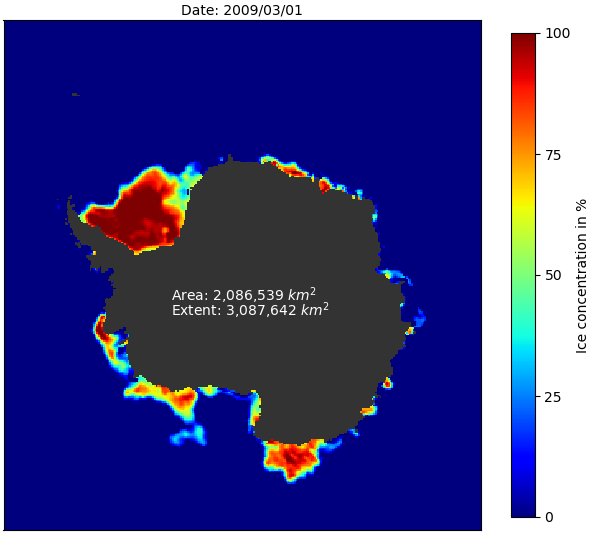 Date: 2009/03/01
Area: 2,086,539 km²
Extent: 3,087,642 km²
100
75
50
25
0
Ice concentration in %